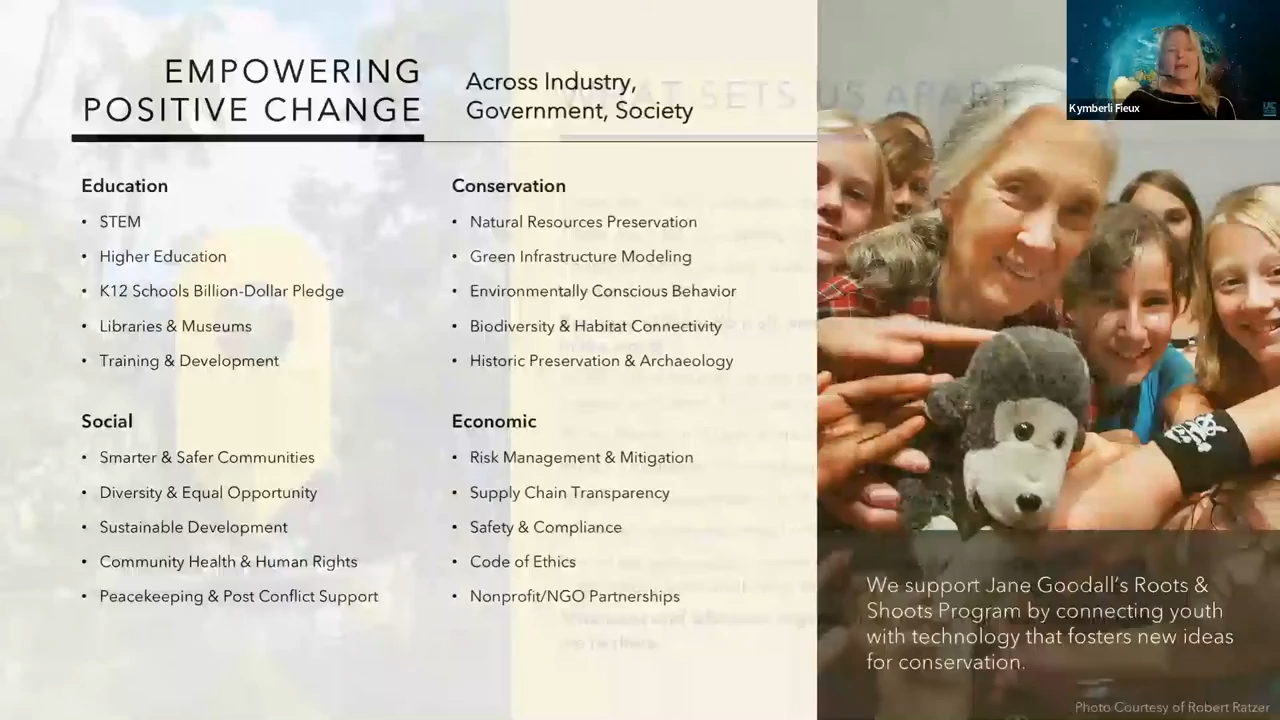 EMPOWERING
POSITIVE CHANGE
Across Industry,
Government, Society
WHAT SETS US APART
Education
• STEM
• Higher Education
• K12 Schools Billion-Dollar Pledge
• Libraries & Museums
• Training & Development
Conservation
• Natural Resources Preservation
• Green Infrastructure Modeling
• Environmentally Conscious Behavior
• Biodiversity & Habitat Connectivity
• Historic Preservation & Archaeology
Social
• Smarter & Safer Communities
• Diversity & Equal Opportunity
• Sustainable Development
• Community Health & Human Rights
• Peacekeeping & Post Conflict Support
Economic
• Risk Management & Mitigation
• Supply Chain Transparency
• Safety & Compliance
• Code of Ethics
• Nonprofit/NGO Partnerships
Kymberli Fieux
We support Jane Goodall's Roots &
Shoots Program by connecting youth
with technology that fosters new ideas
for conservation.
Photo Courtesy of Robert Ratzer